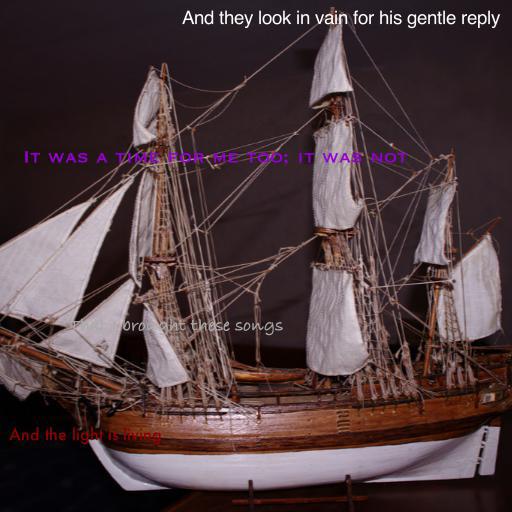 And they look in vain for his gentle reply
It was a time for me too; it was not
brought these songs
And the light is living